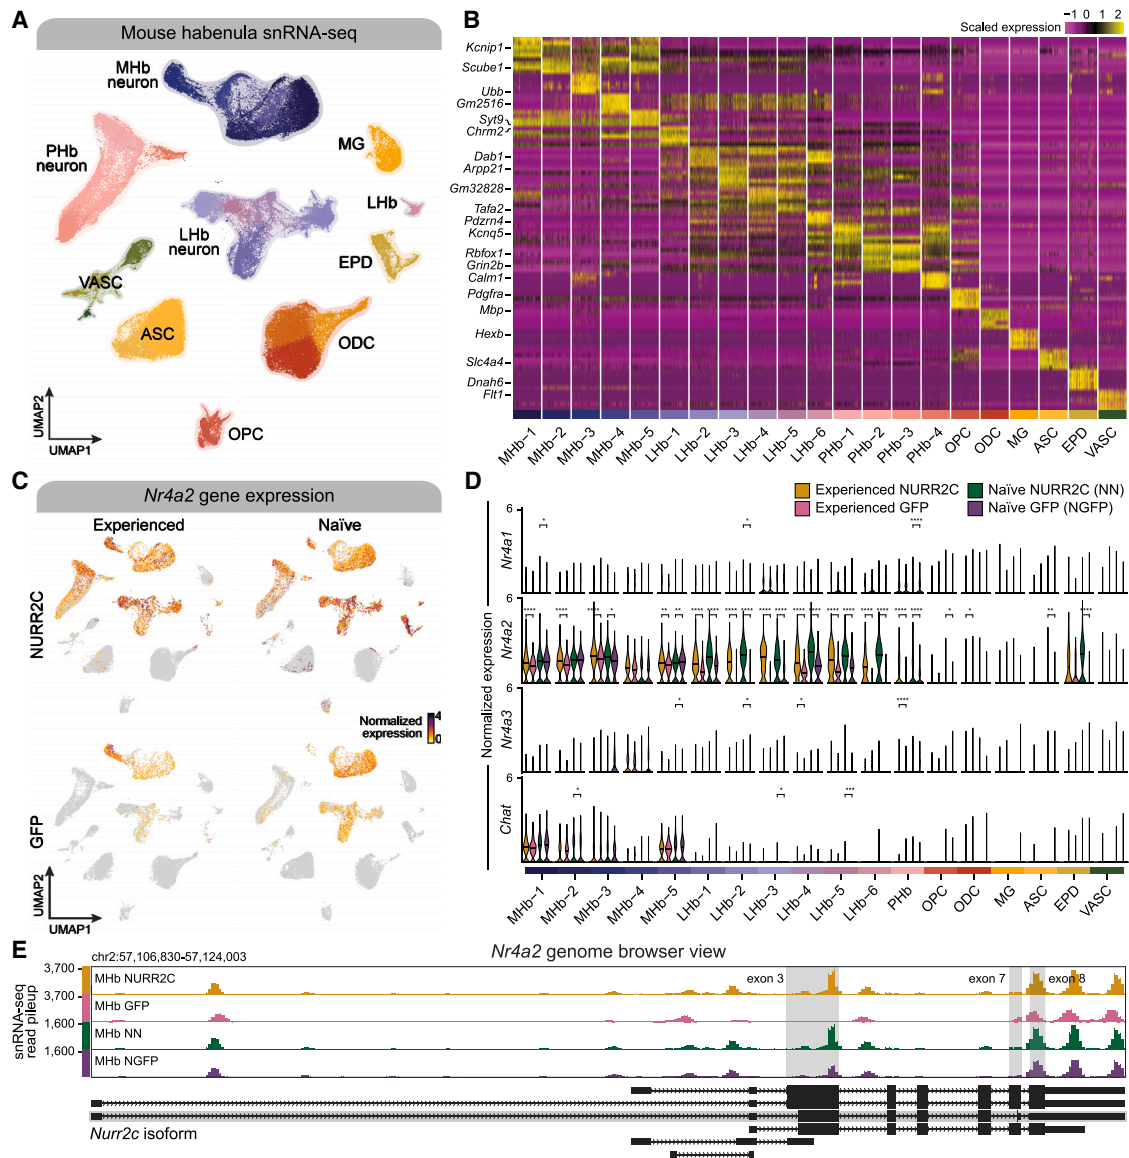 A
Mouse habenula snRNA-seq
MHb
neuron
PHb
neuron
MG
LHb
LHb
neuron
EPD
VASC
ASC
ODC
OPC
UMAP2
UMAP1
B
Scaled expression
−1 0 1 2
Kcnip1
Scube1
Ubb
Gm2516
Syt9
Chrm2
Dab1
Arpp21
Gm32828
Tafa2
Pdzrn4
Kcnq5
Rbfox1
Grin2b
Calm1
Pdgfra
Mbp
Hexb
Slc4a4
Dnah6
Flt1
MHb-1 MHb-2 MHb-3 MHb-4 MHb-5 LHb-1 LHb-2 LHb-3 LHb-4 LHb-5 LHb-6 PHb-1 PHb-2 PHb-3 PHb-4 OPC ODC MG ASC EPD VASC
C
Nr4a2 gene expression
Experienced Naïve
NURR2C
Normalized
expression
4
0
GFP
UMAP2
UMAP1
D
Experienced NURR2C Naïve NURR2C (NN)
Experienced GFP Naïve GFP (NGFP)
Normalized expression
6
Nr4a1
* * ****
6
Nr4a2
**** **** **** * ** ** **** **** **** **** **** **** **** **** **** **** **** **** **** **** * * ** ****
6
Nr4a3
* * * ****
6
Chat
* * ***
MHb-1 MHb-2 MHb-3 MHb-4 MHb-5 LHb-1 LHb-2 LHb-3 LHb-4 LHb-5 LHb-6 PHb OPC ODC MG ASC EPD VASC
E
Nr4a2 genome browser view
chr2:57,106,830-57,124,003
snRNA-seq
read pileup
3,700
MHb NURR2C
exon 3 exon 7 exon 8
3,700
MHb GFP
1,600
MHb NN
1,600
MHb NGFP
Nurr2c isoform